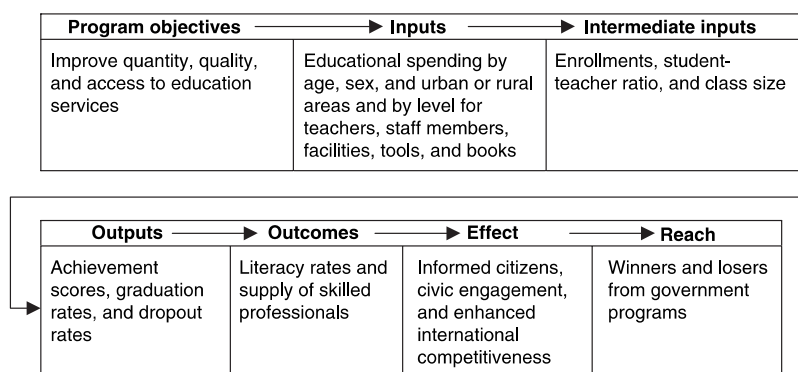 Program objectives Inputs Intermediate inputs
Improve quantity, quality,
and access to education
services
Educational spending by
age, sex, and urban or rural
areas and by level for
teachers, staff members,
facilities, tools, and books
Enrollments, student-
teacher ratio, and class size
Outputs Outcomes Effect Reach
Achievement
scores, graduation
rates, and dropout
rates
Literacy rates and
supply of skilled
professionals
Informed citizens,
civic engagement,
and enhanced
international
competitiveness
Winners and losers
from government
programs